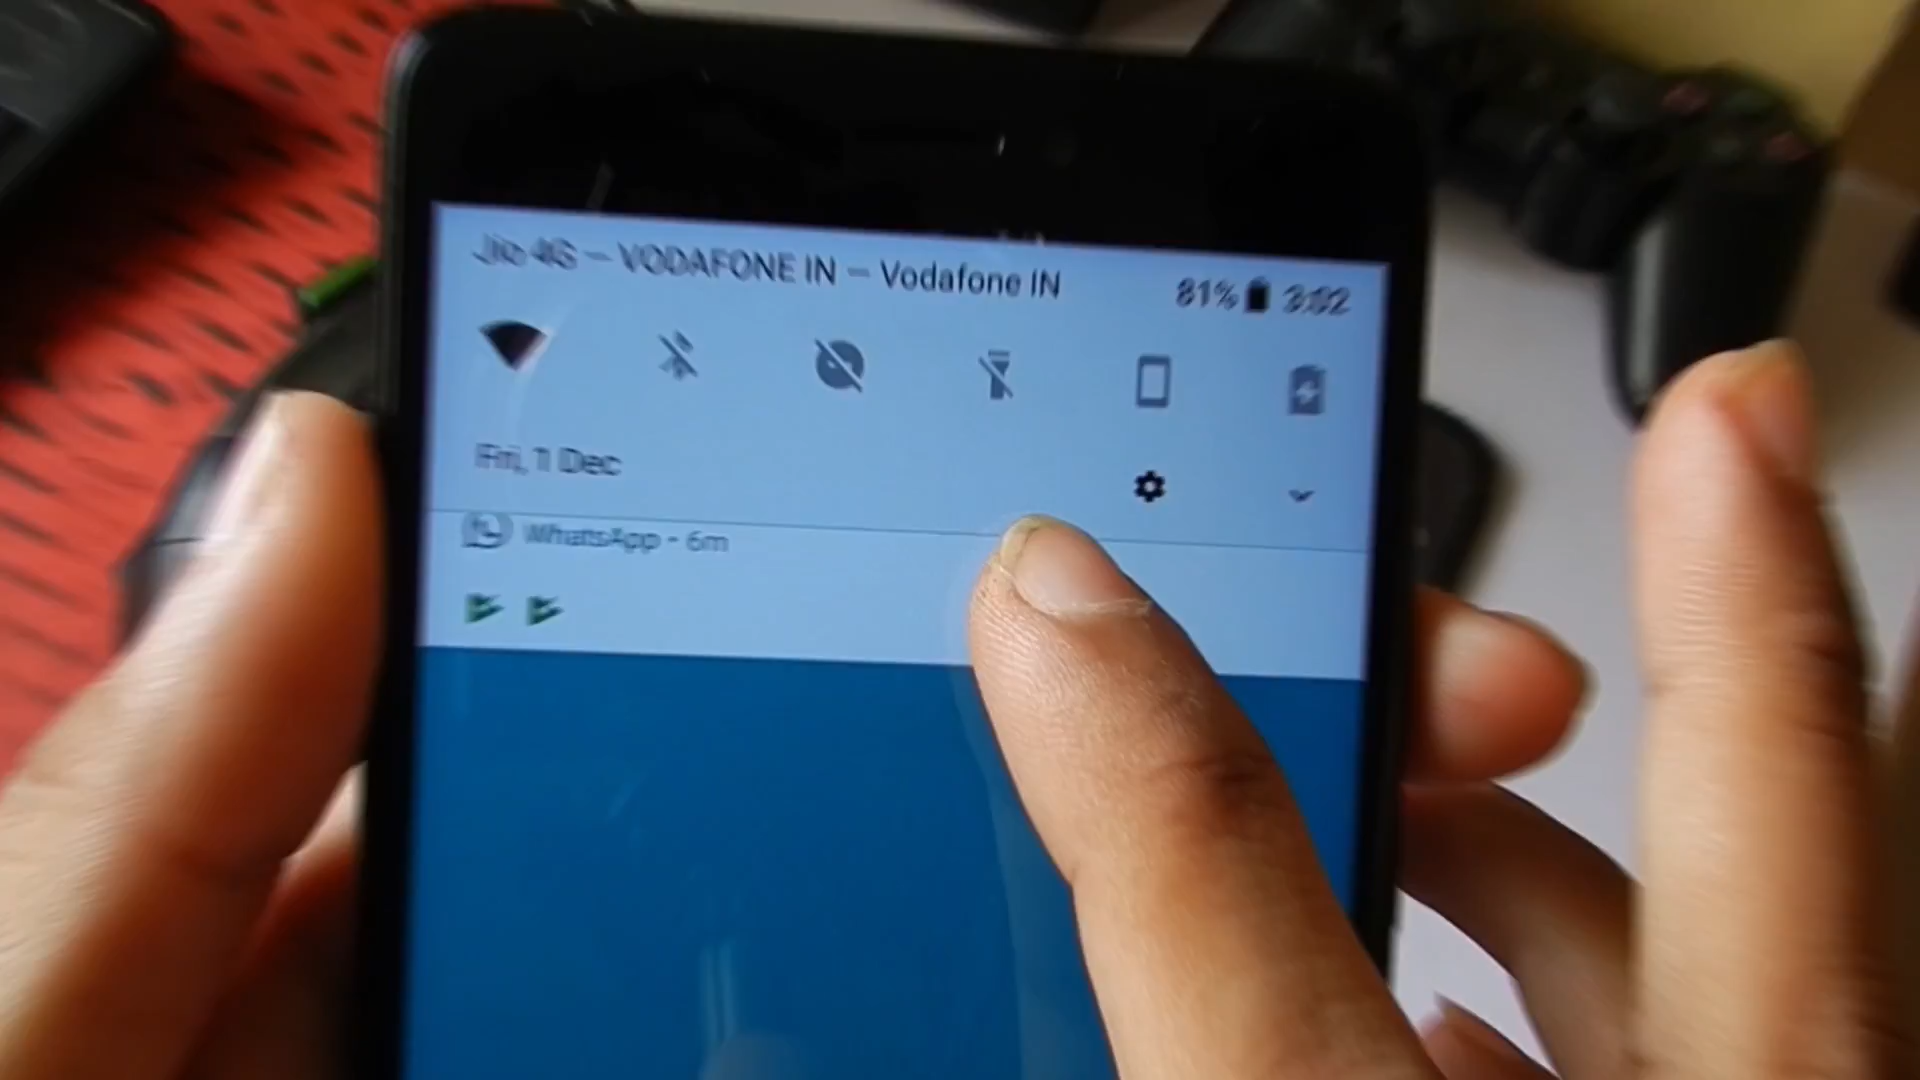 Jio 4G — VODAFONE IN — Vodafone IN
81% 3:02
Fri, 1 Dec
WhatsApp • 6m